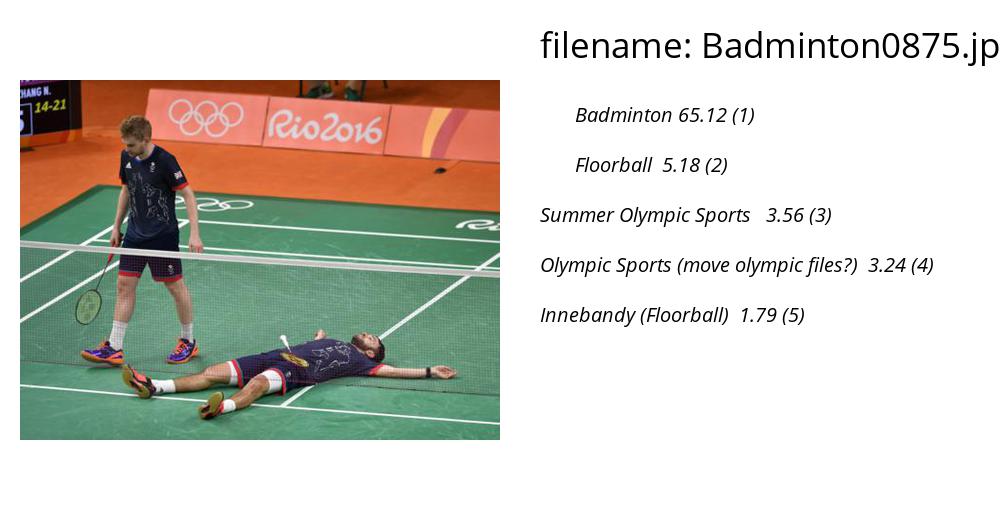 filename: Badminton0875.jp
HANG N.
14-21
Rio2016
Badminton 65.12 (1)
Floorball 5.18 (2)
Summer Olympic Sports 3.56 (3)
Olympic Sports (move olympic files?) 3.24 (4)
Innebandy (Floorball) 1.79 (5)